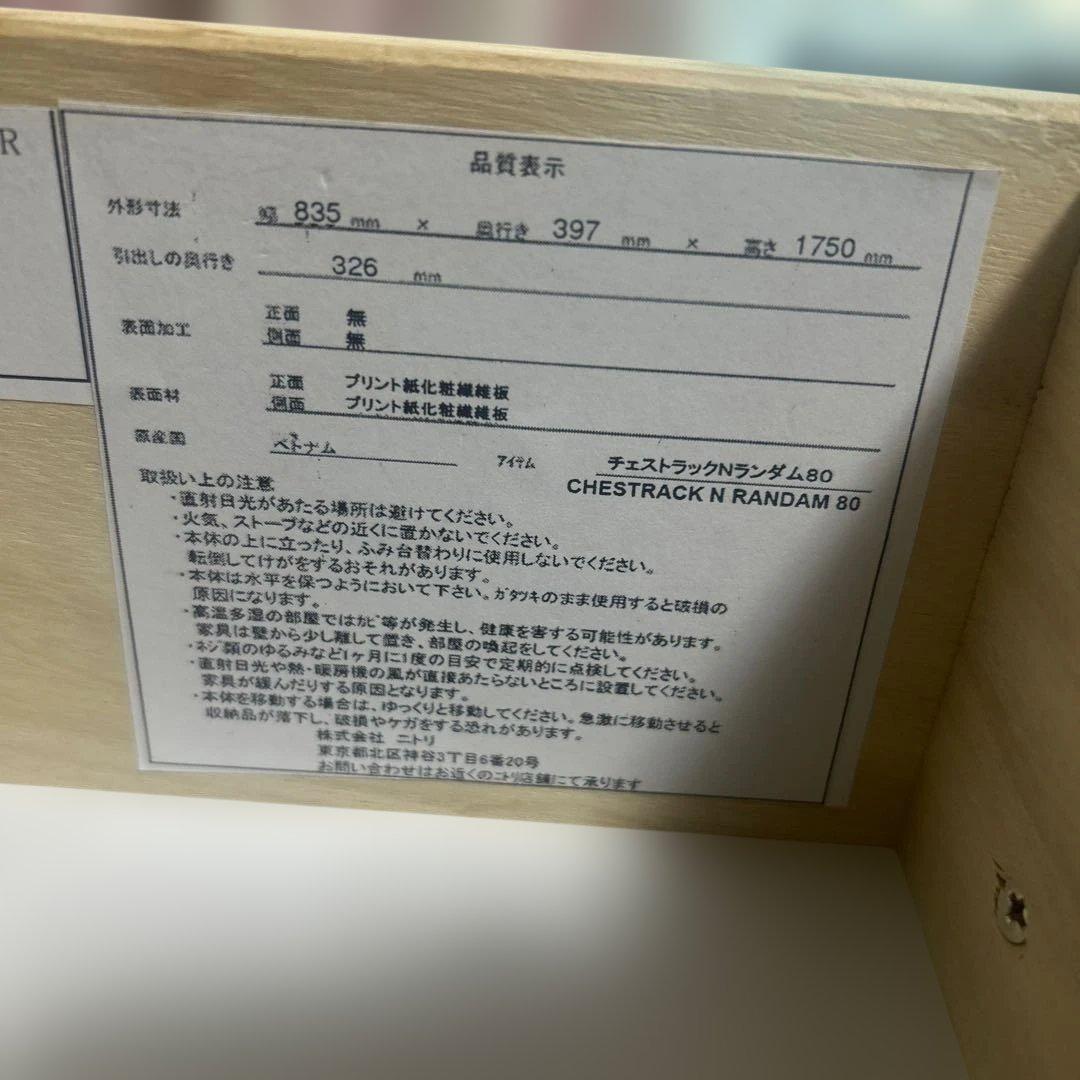 R
品質表示
外形寸法 幅 835 mm × 奥行き 397 mm × 高さ 1750 mm
引出しの奥行き 326 mm
表面加工 正面 無
側面 無
表面材 正面 プリント紙化粧繊維板
側面 プリント紙化粧繊維板
原産国 ベトナム アイテム チェストラックNランダム80
CHESTRACK N RANDAM 80
取扱い上の注意
・直射日光があたる場所は避けてください。
・火気、ストーブなどの近くに置かないでください。
・本体の上に立ったり、ふみ台替わりに使用しないでください。
転倒してけがをするおそれがあります。
・本体は水平を保つようにおいて下さい。ｶﾞﾀﾂｷのまま使用すると破損の
原因になります。
・高温多湿の部屋ではｶﾋﾞ等が発生し、健康を害する可能性があります。
家具は壁から少し離して置き、部屋の喚起をしてください。
・ﾈｼﾞ類のゆるみなど1ヶ月に1度の目安で定期的に点検してください。
・直射日光や熱・暖房機の風が直接あたらないところに設置してください。
家具が緩んだりする原因となります。
・本体を移動する場合は、ゆっくりと移動してください。急激に移動させると
収納品が落下し、破損やケガをする恐れがあります。
株式会社 ニトリ
東京都北区神谷3丁目6番20号
お問い合わせはお近くのﾆﾄﾘ店舗にて承ります